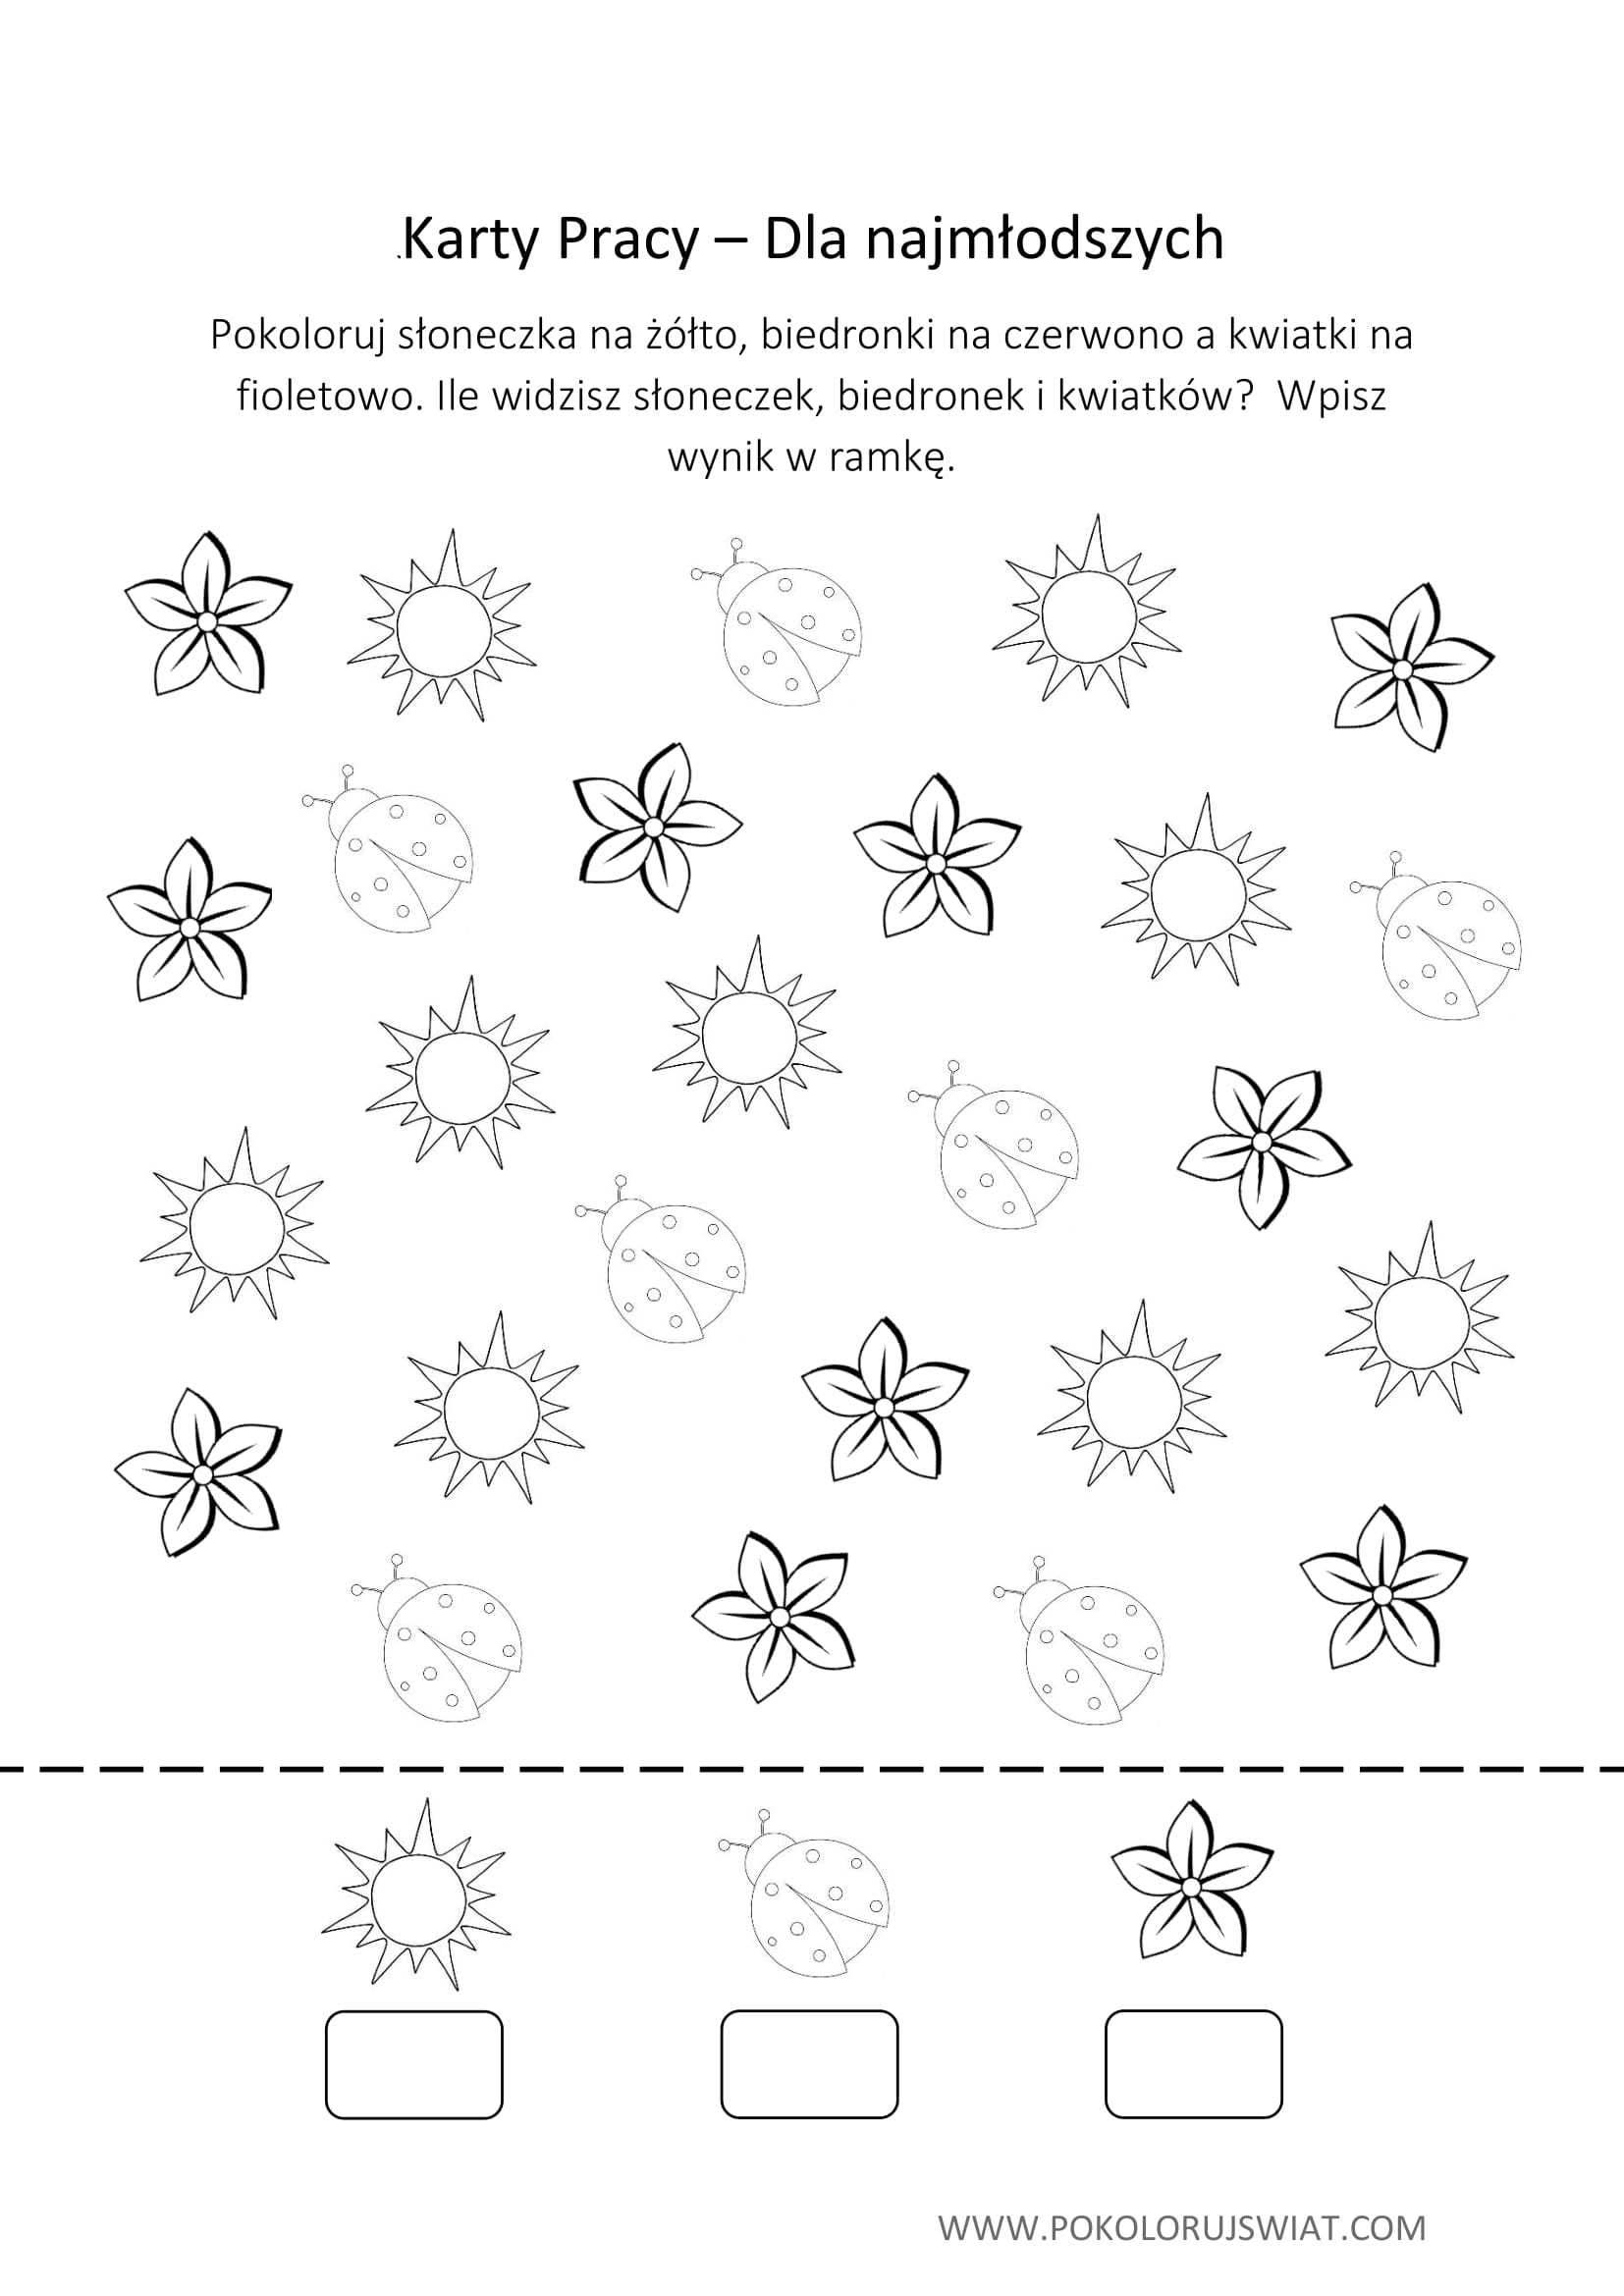 .Karty Pracy – Dla najmłodszych
Pokoloruj słoneczka na żółto, biedronki na czerwono a kwiatki na
fioletowo. Ile widzisz słoneczek, biedronek i kwiatków?  Wpisz
wynik w ramkę.
WWW.POKOLORUJSWIAT.COM